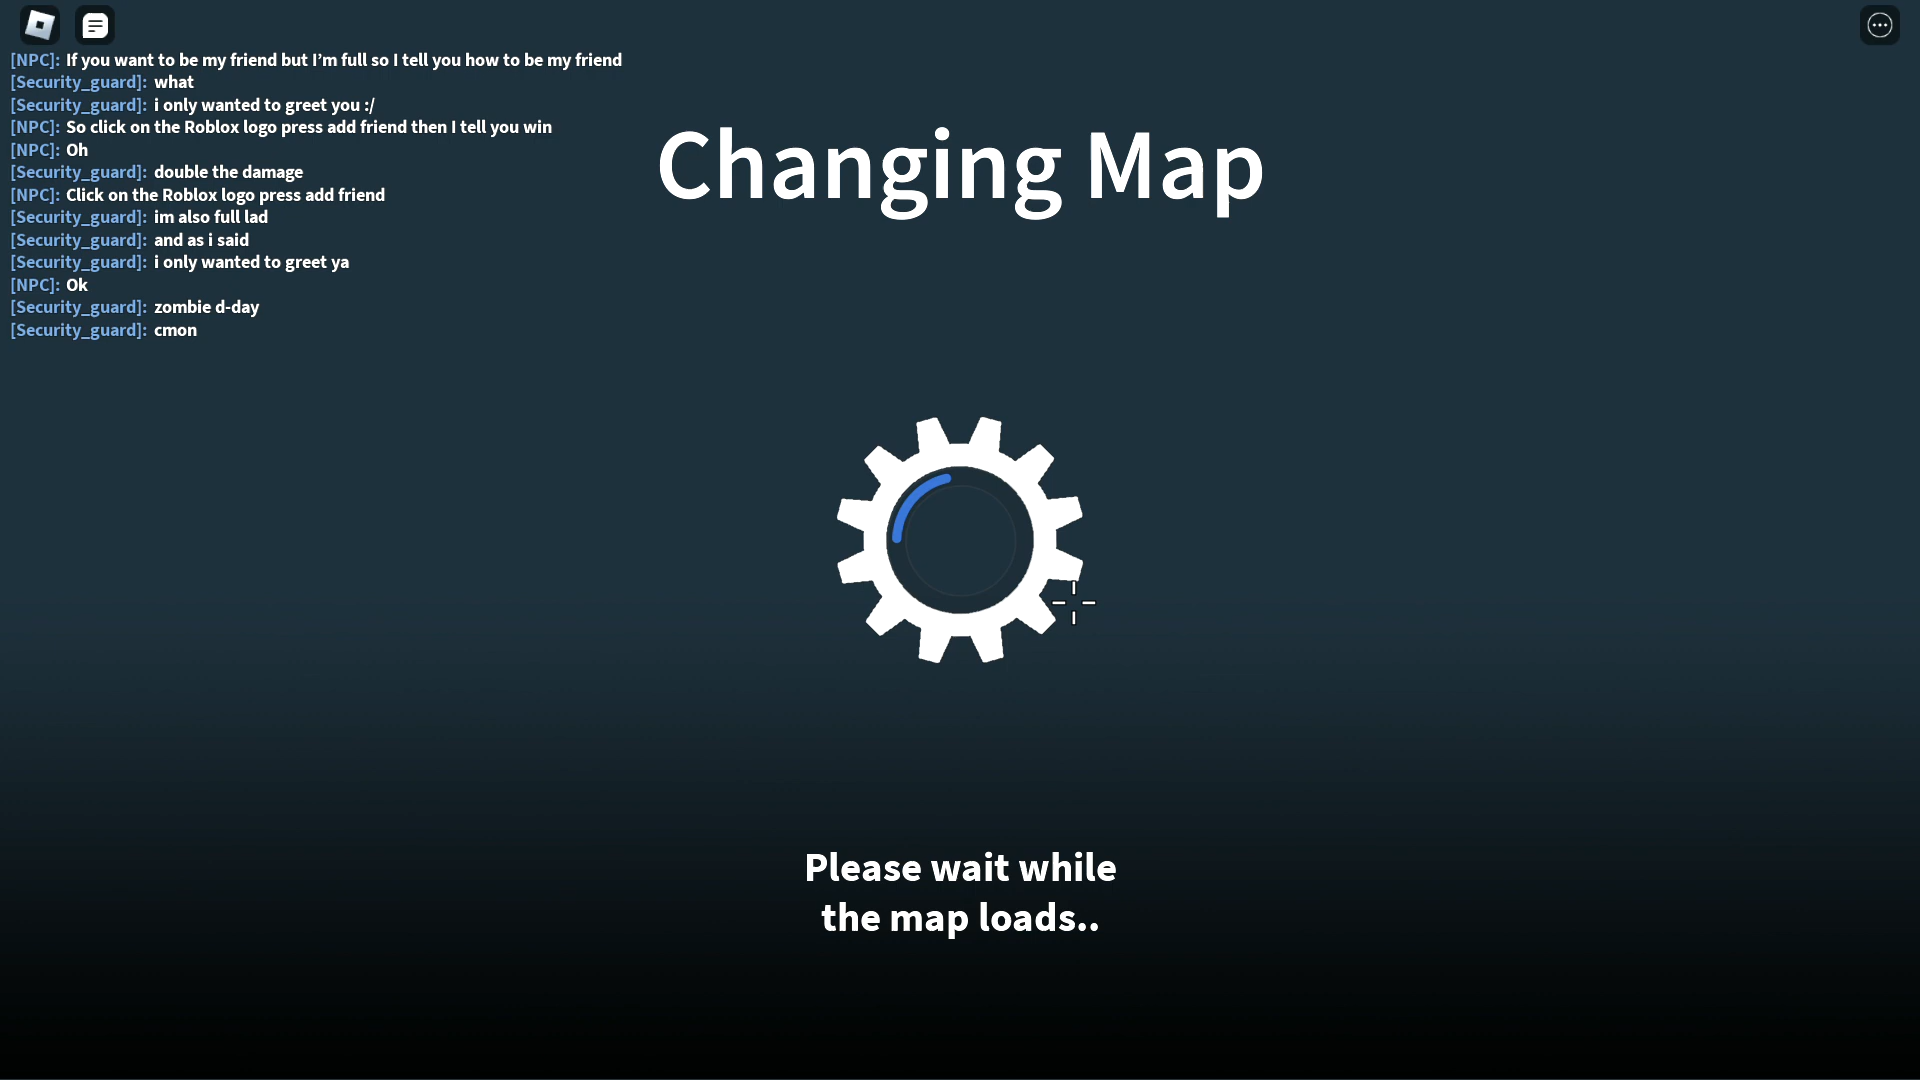 [NPC]: If you want to be my friend but I'm full so I tell you how to be my friend
[Security_guard]: what
[Security_guard]: i only wanted to greet you :/
[NPC]: So click on the Roblox logo press add friend then I tell you win
[NPC]: Oh
[Security_guard]: double the damage
[NPC]: Click on the Roblox logo press add friend
[Security_guard]: im also full lad
[Security_guard]: and as i said
[Security_guard]: i only wanted to greet ya
[NPC]: Ok
[Security_guard]: zombie d-day
[Security_guard]: cmon
Changing Map
Please wait while
the map loads..